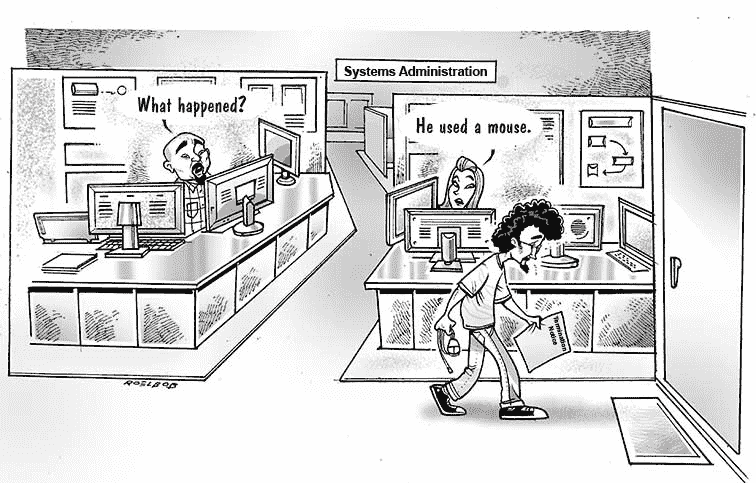 Systems Administration
What happened?
He used a mouse.
Termination
Notice
ROELBOB